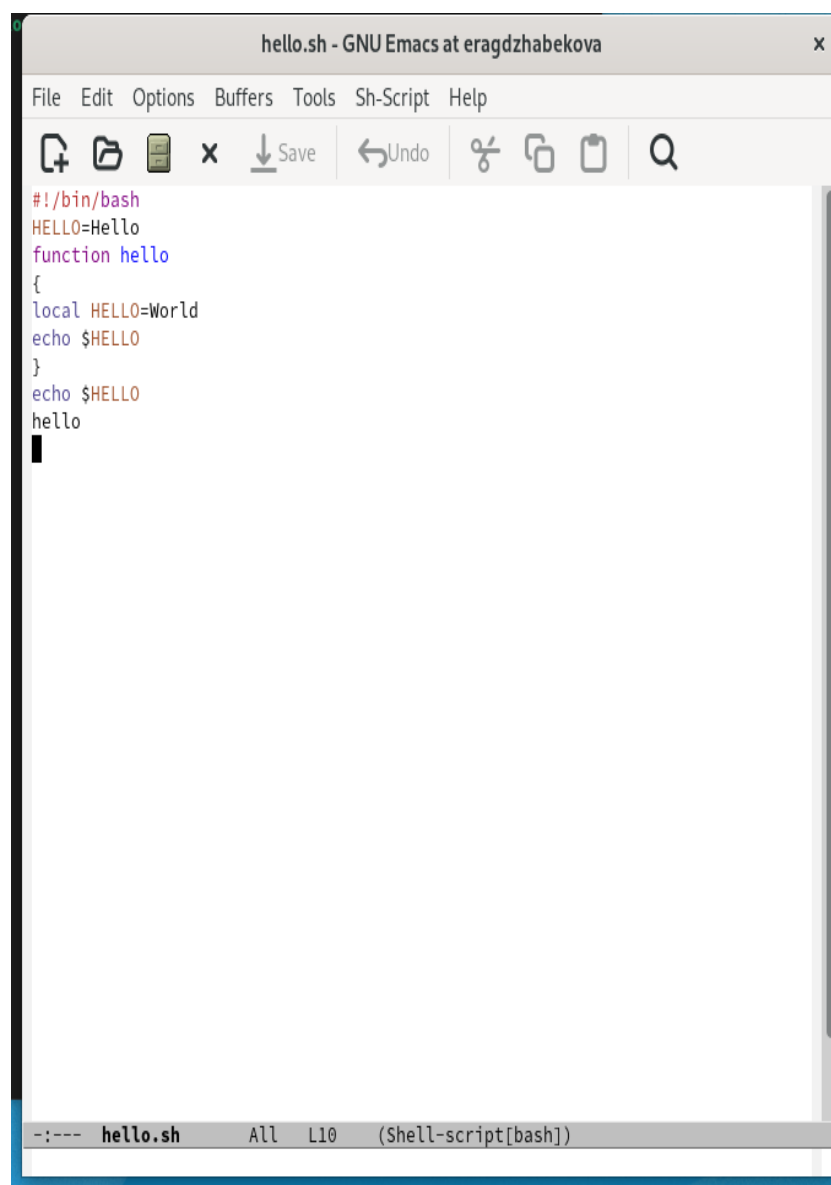 hello.sh - GNU Emacs at eragdzhabekova
File Edit Options Buffers Tools Sh-Script Help
Save Undo
#!/bin/bash
HELLO=Hello
function hello
{
local HELLO=World
echo $HELLO
}
echo $HELLO
hello
-:--- hello.sh All L10 (Shell-script[bash])